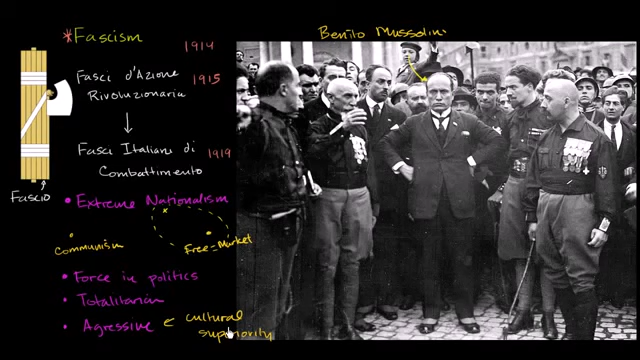 *Fascism
1914
Fasci d'Azione
Rivoluzionaria
1915
Fasci Italiani di
Combattimento
1919
Fascio
• Extreme Nationalism
x
Communism
Free-Market
• Force in politics
• Totalitarian
• Agressive
cultural
superiority
Benito Mussolini